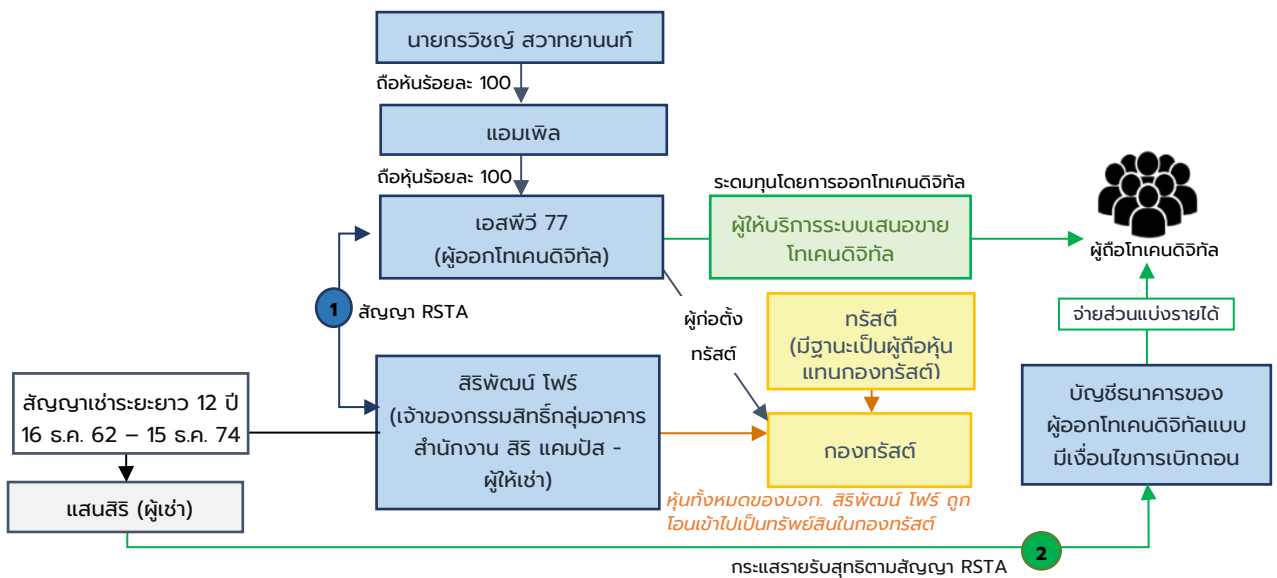 นายกรวิชญ์ สวาทยานนท์
ถือหุ้นร้อยละ 100
แอมเพิล
ถือหุ้นร้อยละ 100
เอสพีวี 77
(ผู้ออกโทเคนดิจิทัล)
ระดมทุนโดยการออกโทเคนดิจิทัล
ผู้ให้บริการระบบเสนอขาย
โทเคนดิจิทัล
ผู้ถือโทเคนดิจิทัล
1
สัญญา RSTA
ผู้ก่อตั้ง
ทรัสต์
ทรัสตี
(มีฐานะเป็นผู้ถือหุ้น
แทนกองทรัสต์)
จ่ายส่วนแบ่งรายได้
สัญญาเช่าระยะยาว 12 ปี
16 ธ.ค. 62 – 15 ธ.ค. 74
สิริพัฒน์ โฟร์
(เจ้าของกรรมสิทธิ์กลุ่มอาคาร
สำนักงาน สิริ แคมปัส -
ผู้ให้เช่า)
กองทรัสต์
บัญชีธนาคารของ
ผู้ออกโทเคนดิจิทัลแบบ
มีเงื่อนไขการเบิกถอน
แสนสิริ (ผู้เช่า)
หุ้นทั้งหมดของบจก. สิริพัฒน์ โฟร์ ถูก
โอนเข้าไปเป็นทรัพย์สินในกองทรัสต์
2
กระแสรายรับสุทธิตามสัญญา RSTA